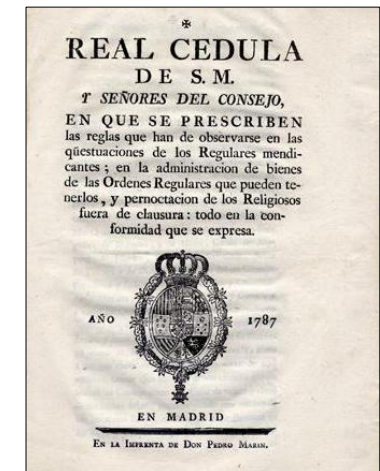 REAL CEDULA
DE S. M.
Y SEÑORES DEL CONSEJO,
EN QUE SE PRESCRIBEN
las reglas que han de observarse en las
qüestuaciones de los Regulares mendi-
cantes ; en la administracion de bienes
de las Ordenes Regulares que pueden te-
nerlos , y pernoctacion de los Religiosos
fuera de clausura : todo en la con-
formidad que se expresa.
AÑO 1787
EN MADRID
EN LA IMPRENTA DE DON PEDRO MARIN.